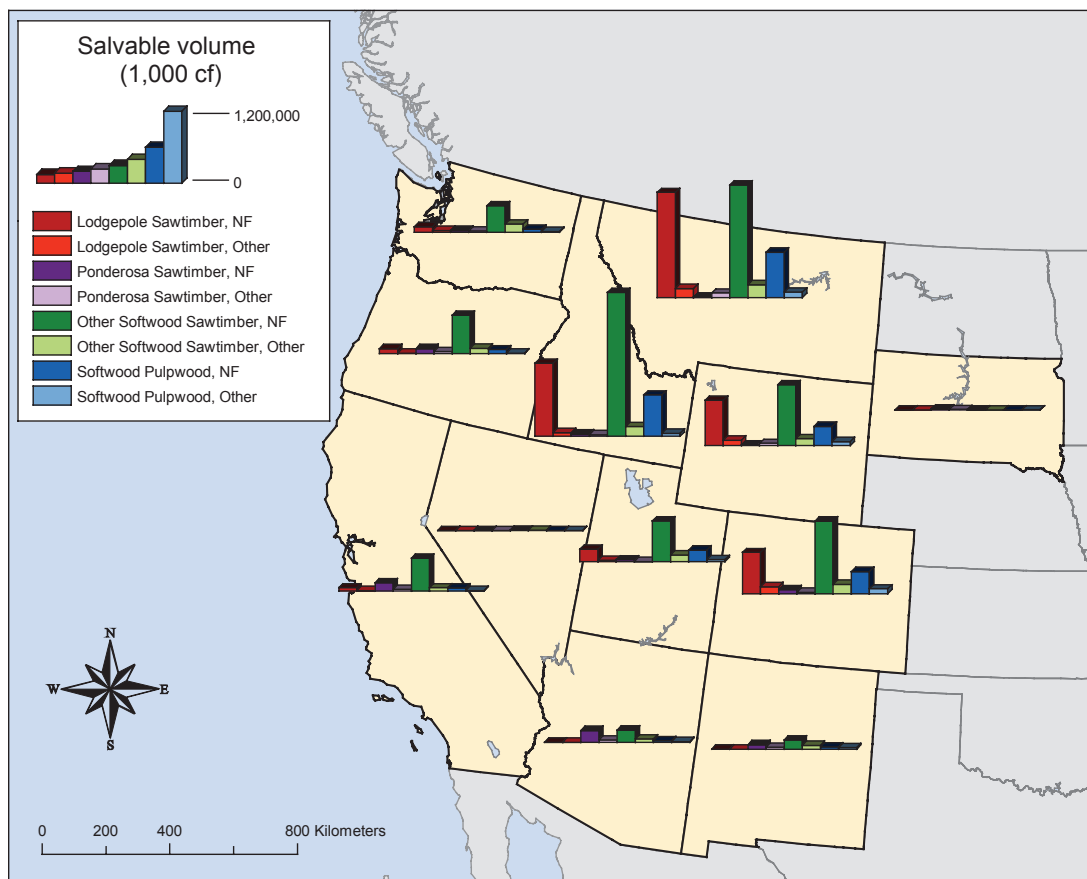 Salvable volume
(1,000 cf)
1,200,000
0
Lodgepole Sawtimber, NF
Lodgepole Sawtimber, Other
Ponderosa Sawtimber, NF
Ponderosa Sawtimber, Other
Other Softwood Sawtimber, NF
Other Softwood Sawtimber, Other
Softwood Pulpwood, NF
Softwood Pulpwood, Other
N
W E
S
0 200 400 800 Kilometers